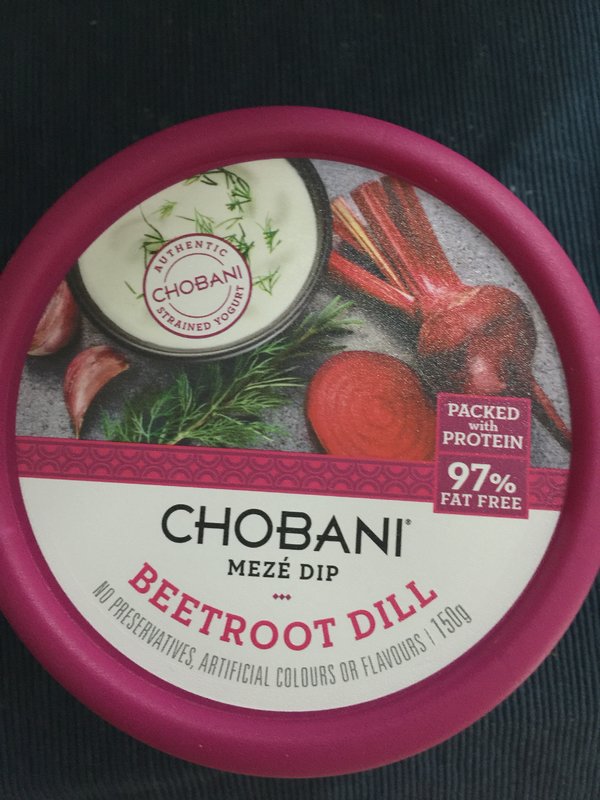 AUTHENTIC
CHOBANI
STRAINED YOGURT
PACKED
with
PROTEIN
97%
FAT FREE
CHOBANI®
MEZÉ DIP
BEETROOT DILL
NO PRESERVATIVES, ARTIFICIAL COLOURS OR FLAVOURS | 150g